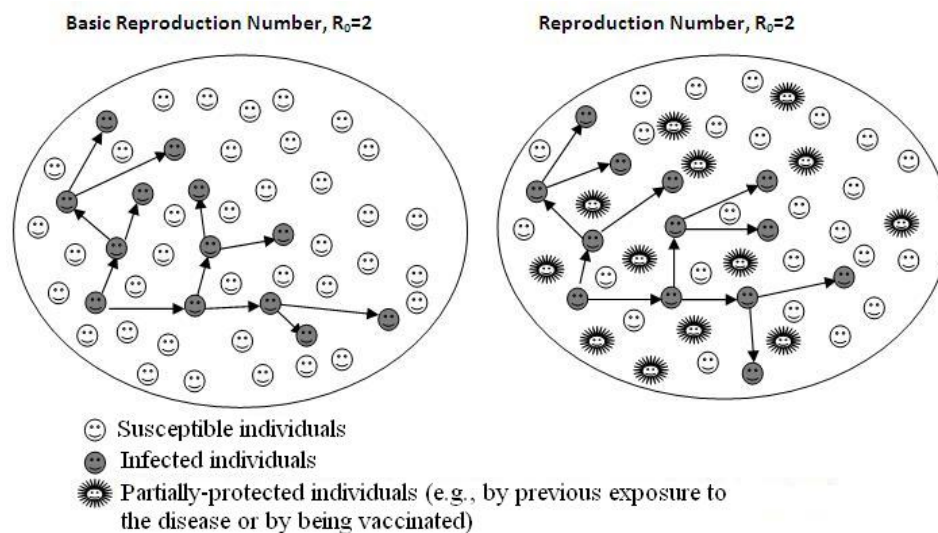 Basic Reproduction Number, R₀=2
Reproduction Number, R₀=2
Susceptible individuals
Infected individuals
Partially-protected individuals (e.g., by previous exposure to
the disease or by being vaccinated)